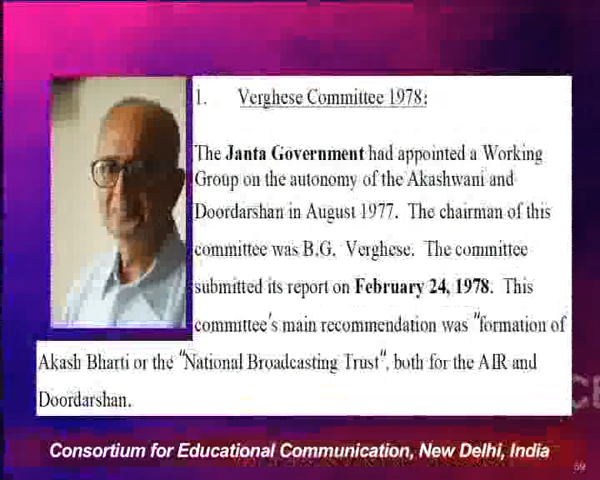 1. Verghese Committee 1978:
The Janta Government had appointed a Working
Group on the autonomy of the Akashwani and
Doordarshan in August 1977. The chairman of this
committee was B.G. Verghese. The committee
submitted its report on February 24, 1978. This
committee's main recommendation was "formation of
Akash Bharti or the "National Broadcasting Trust", both for the AIR and
Doordarshan.
Consortium for Educational Communication, New Delhi, India
59